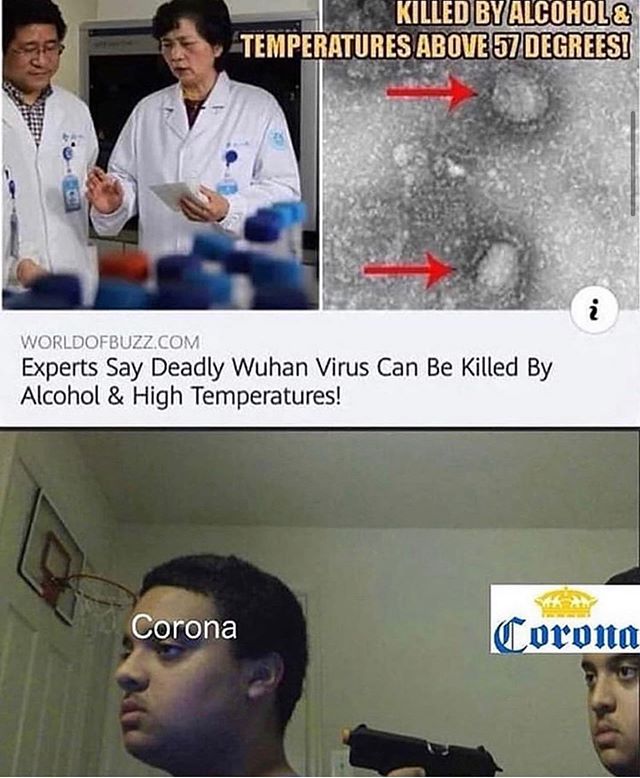 KILLED BY ALCOHOL &
TEMPERATURES ABOVE 57 DEGREES!
i
WORLDOFBUZZ.COM
Experts Say Deadly Wuhan Virus Can Be Killed By
Alcohol & High Temperatures!
Corona
Corona